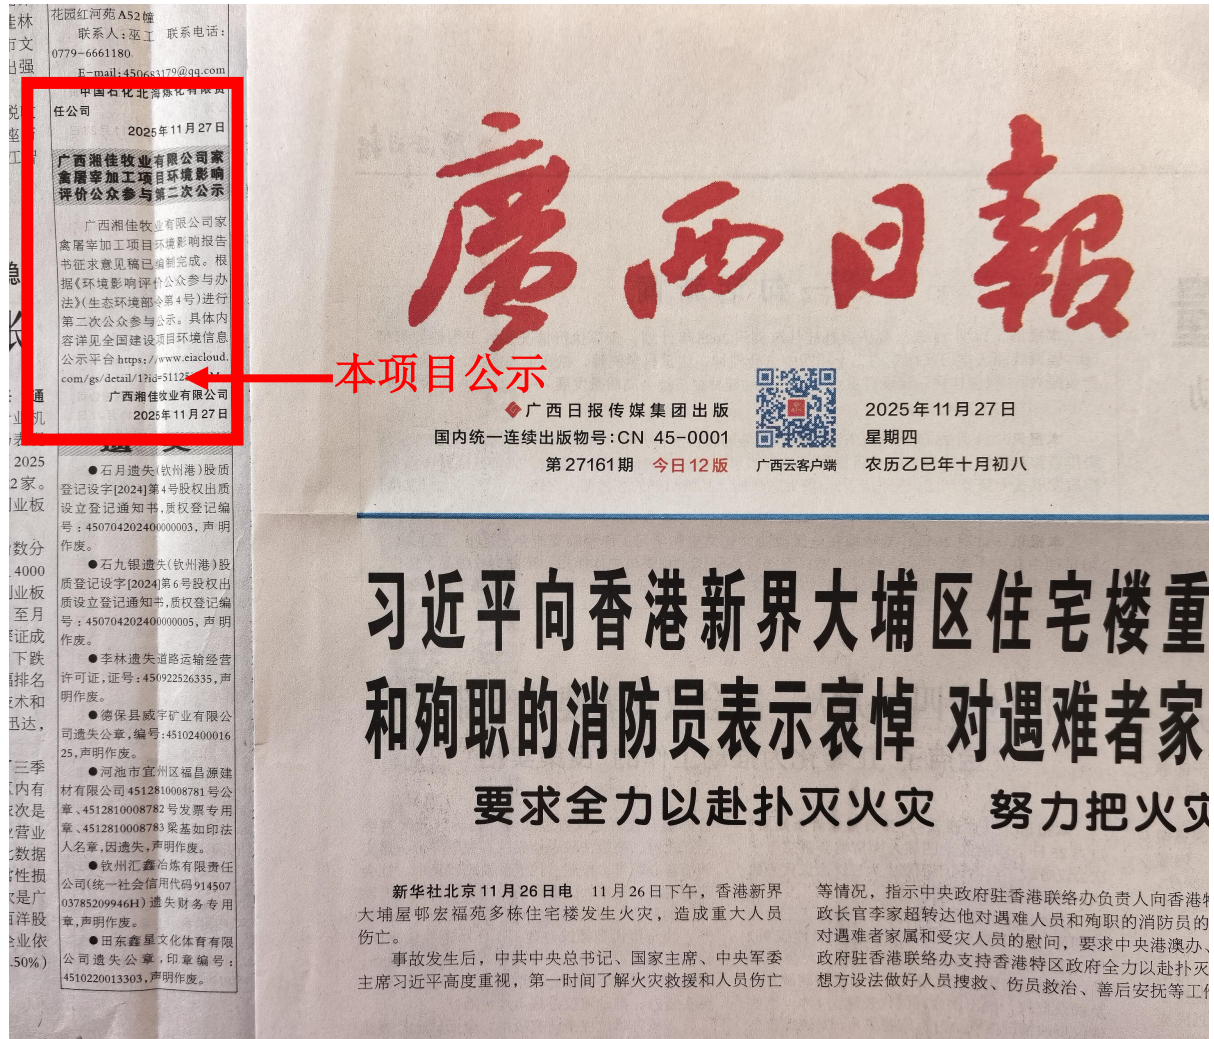 花园红河苑A52幢
联系人:巫工 联系电话:
0779-6661180
E-mail:450683179@qq.com
中国石化北海炼化有限责
任公司
2025年11月27日
广西湘佳牧业有限公司家
禽屠宰加工项目环境影响
评价公众参与第二次公示
广西湘佳牧业有限公司家
禽屠宰加工项目环境影响报告
书征求意见稿已编制完成。根
据《环境影响评价公众参与办
法》(生态环境部令第4号)进行
第二次公众参与公示。具体内
容详见全国建设项目环境信息
公示平台https://www.eiacloud.
com/gs/detail/1?id=5112
广西湘佳牧业有限公司
2025年11月27日
●石月遗失(钦州港)股质
登记设字[2024]第4号股权出质
设立登记通知书,质权登记编
号:450704202400000003,声明
作废。
●石九银遗失(钦州港)股
质登记设字[2024]第6号股权出
质设立登记通知书,质权登记编
号:450704202400000005,声明
作废。
●李林遗失道路运输经营
许可证,证号:450922526335,声
明作废。
●德保县威宇矿业有限公
司遗失公章,编号:45102400016
25,声明作废。
●河池市宜州区福昌源建
材有限公司4512810008781号公
章、4512810008782号发票专用
章、4512810008783梁基如印法
人名章,因遗失,声明作废。
●钦州汇鑫冶炼有限责任
公司(统一社会信用代码914507
03785209946H)遗失财务专用
章,声明作废。
●田东鑫星文化体育有限
公司遗失公章,印章编号:
4510220013303,声明作废。
本项目公示
廣西日報
广西日报传媒集团出版
国内统一连续出版物号:CN 45-0001
第27161期 今日12版
广西云客户端
2025年11月27日
星期四
农历乙巳年十月初八
习近平向香港新界大埔区住宅楼重
和殉职的消防员表示哀悼 对遇难者家
要求全力以赴扑灭火灾 努力把火灾
新华社北京11月26日电 11月26日下午，香港新界
大埔屋邨宏福苑多栋住宅楼发生火灾，造成重大人员
伤亡。
事故发生后，中共中央总书记、国家主席、中央军委
主席习近平高度重视，第一时间了解火灾救援和人员伤亡
等情况，指示中央政府驻香港联络办负责人向香港特
政长官李家超转达他对遇难人员和殉职的消防员的
对遇难者家属和受灾人员的慰问，要求中央港澳办、
政府驻香港联络办支持香港特区政府全力以赴扑灭
想方设法做好人员搜救、伤员救治、善后安抚等工作